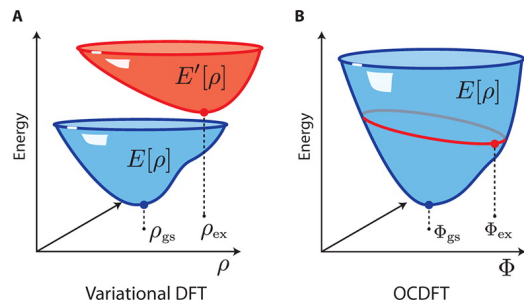 A
Energy
E′[ρ]
E[ρ]
ρgs
ρex
ρ
Variational DFT
B
Energy
E[ρ]
Φgs
Φex
Φ
OCDFT